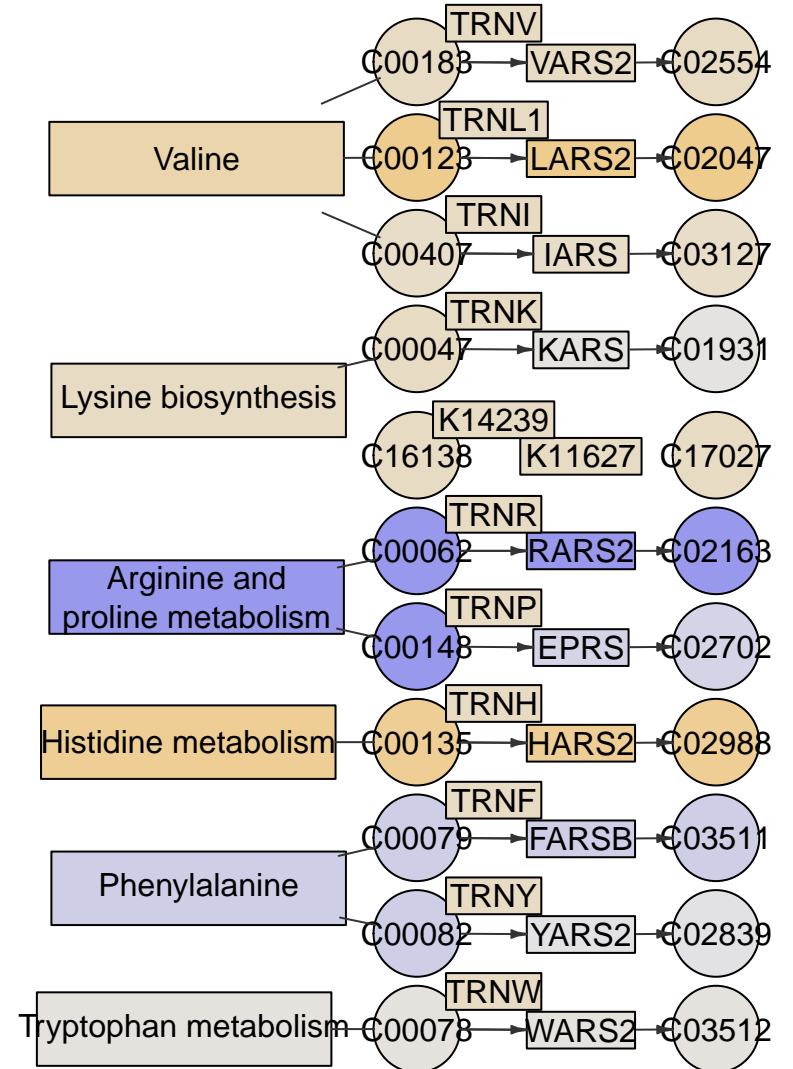 TRNV
C00183 VARS2 C02554
TRNL1
Valine C00123 LARS2 C02047
TRNI
C00407 IARS C03127
TRNK
C00047 KARS C01931
Lysine biosynthesis
K14239
C16138 K11627 C17027
TRNR
C00062 RARS2 C02163
Arginine and
proline metabolism
TRNP
C00148 EPRS C02702
TRNH
Histidine metabolism C00135 HARS2 C02988
TRNF
C00079 FARSB C03511
Phenylalanine
TRNY
C00082 YARS2 C02839
TRNW
Tryptophan metabolism C00078 WARS2 C03512